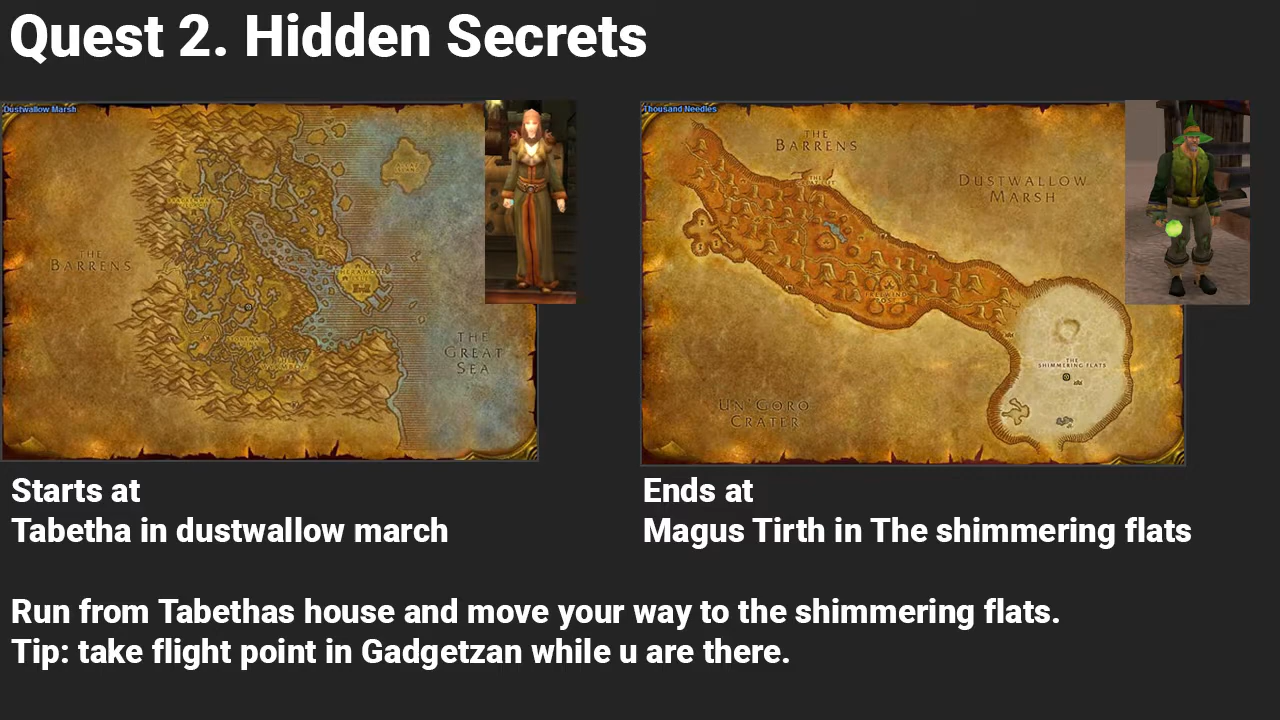 Quest 2. Hidden Secrets
Dustwallow Marsh
THE
BARRENS
THE
GREAT
SEA
Thousand Needles
THE
BARRENS
DUSTWALLOW
MARSH
THE
SHIMMERING FLATS
UN'GORO
CRATER
Starts at
Tabetha in dustwallow march
Ends at
Magus Tirth in The shimmering flats
Run from Tabethas house and move your way to the shimmering flats.
Tip: take flight point in Gadgetzan while u are there.